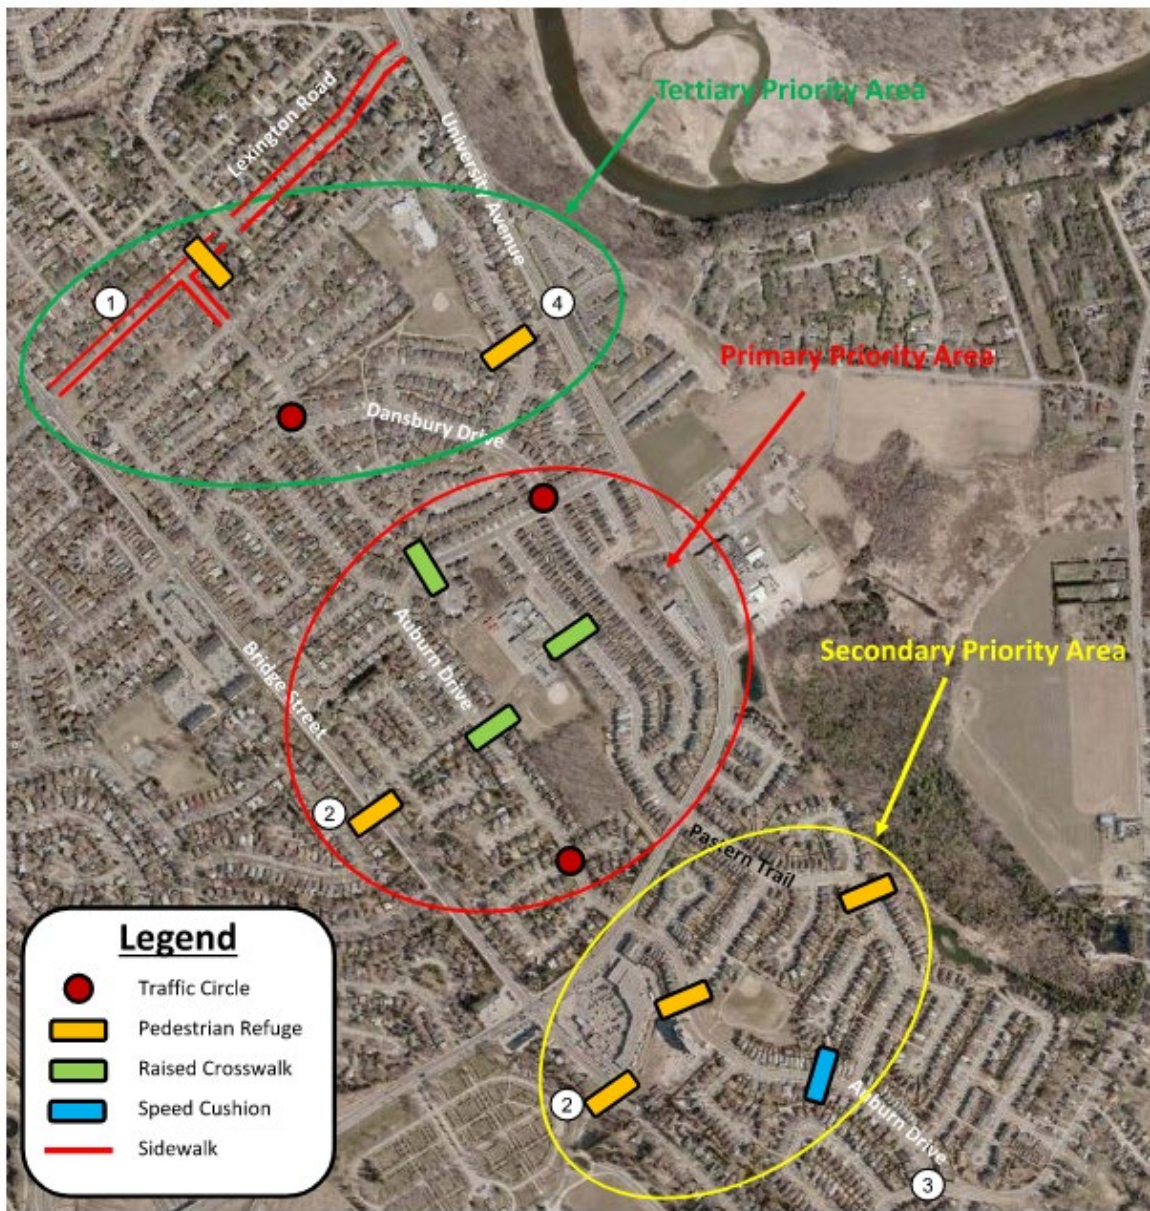 Tertiary Priority Area
Lexington Road
University Avenue
1
4
Primary Priority Area
Dansbury Drive
Auburn Drive
Secondary Priority Area
Bridge Street
2
Pastern Trail
Legend
Traffic Circle
Pedestrian Refuge
Raised Crosswalk
Speed Cushion
Sidewalk
2
Auburn Drive
3